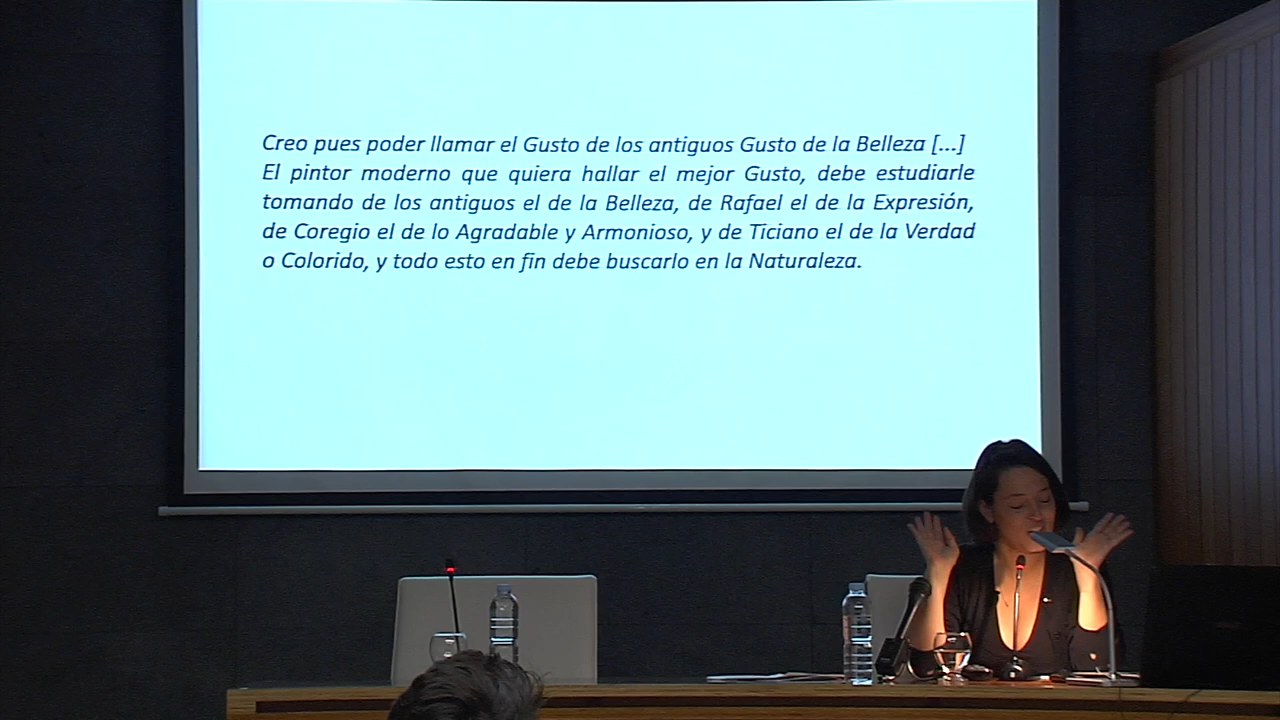 Creo pues poder llamar el Gusto de los antiguos Gusto de la Belleza [...]
El pintor moderno que quiera hallar el mejor Gusto, debe estudiarle
tomando de los antiguos el de la Belleza, de Rafael el de la Expresión,
de Coregio el de lo Agradable y Armonioso, y de Ticiano el de la Verdad
o Colorido, y todo esto en fin debe buscarlo en la Naturaleza.